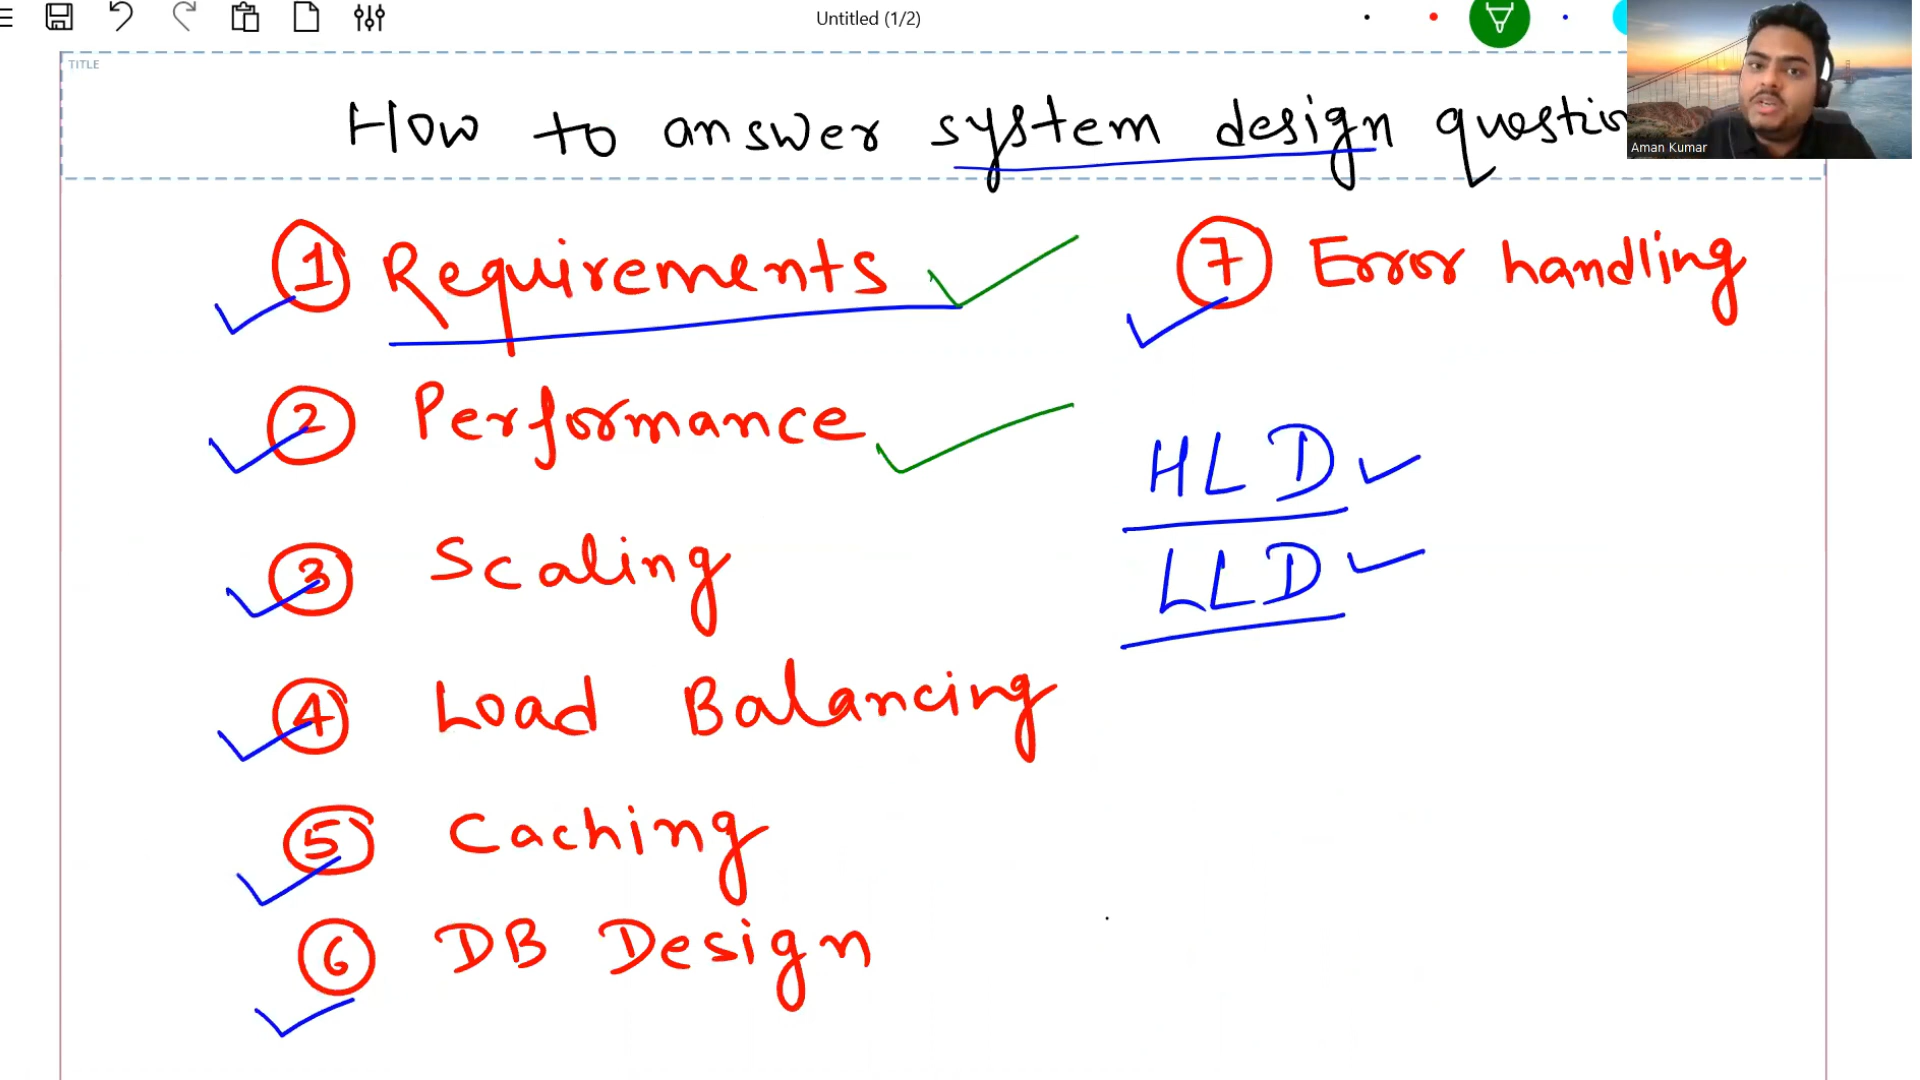 Untitled (1/2)
TITLE
How to answer system design questio
Aman Kumar
1 Requirements
2 Performance
3 Scaling
4 Load Balancing
5 Caching
6 DB Design
7 Error handling
HLD
LLD